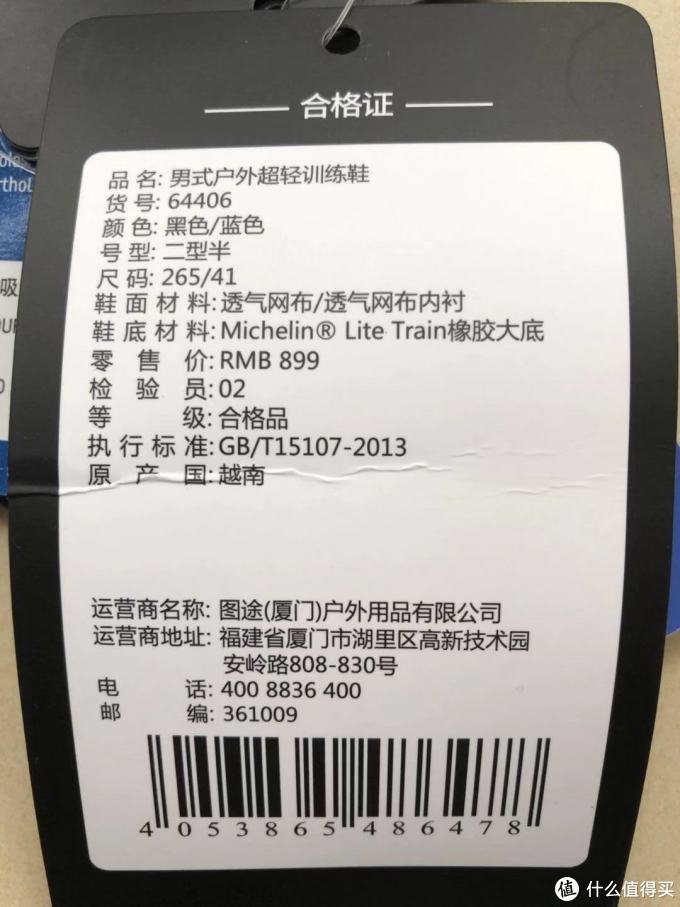 合格证
品 名: 男式户外超轻训练鞋
货 号: 64406
颜 色: 黑色/蓝色
号 型: 二型半
尺 码: 265/41
鞋 面 材 料: 透气网布/透气网布内衬
鞋 底 材 料: Michelin® Lite Train橡胶大底
零 售 价: RMB 899
检 验 员: 02
等 级: 合格品
执 行 标 准: GB/T15107-2013
原 产 国: 越南
运营商名称: 图途(厦门)户外用品有限公司
运营商地址: 福建省厦门市湖里区高新技术园
安岭路808-830号
电 话: 400 8836 400
邮 编: 361009
4 053865 486478
值 什么值得买